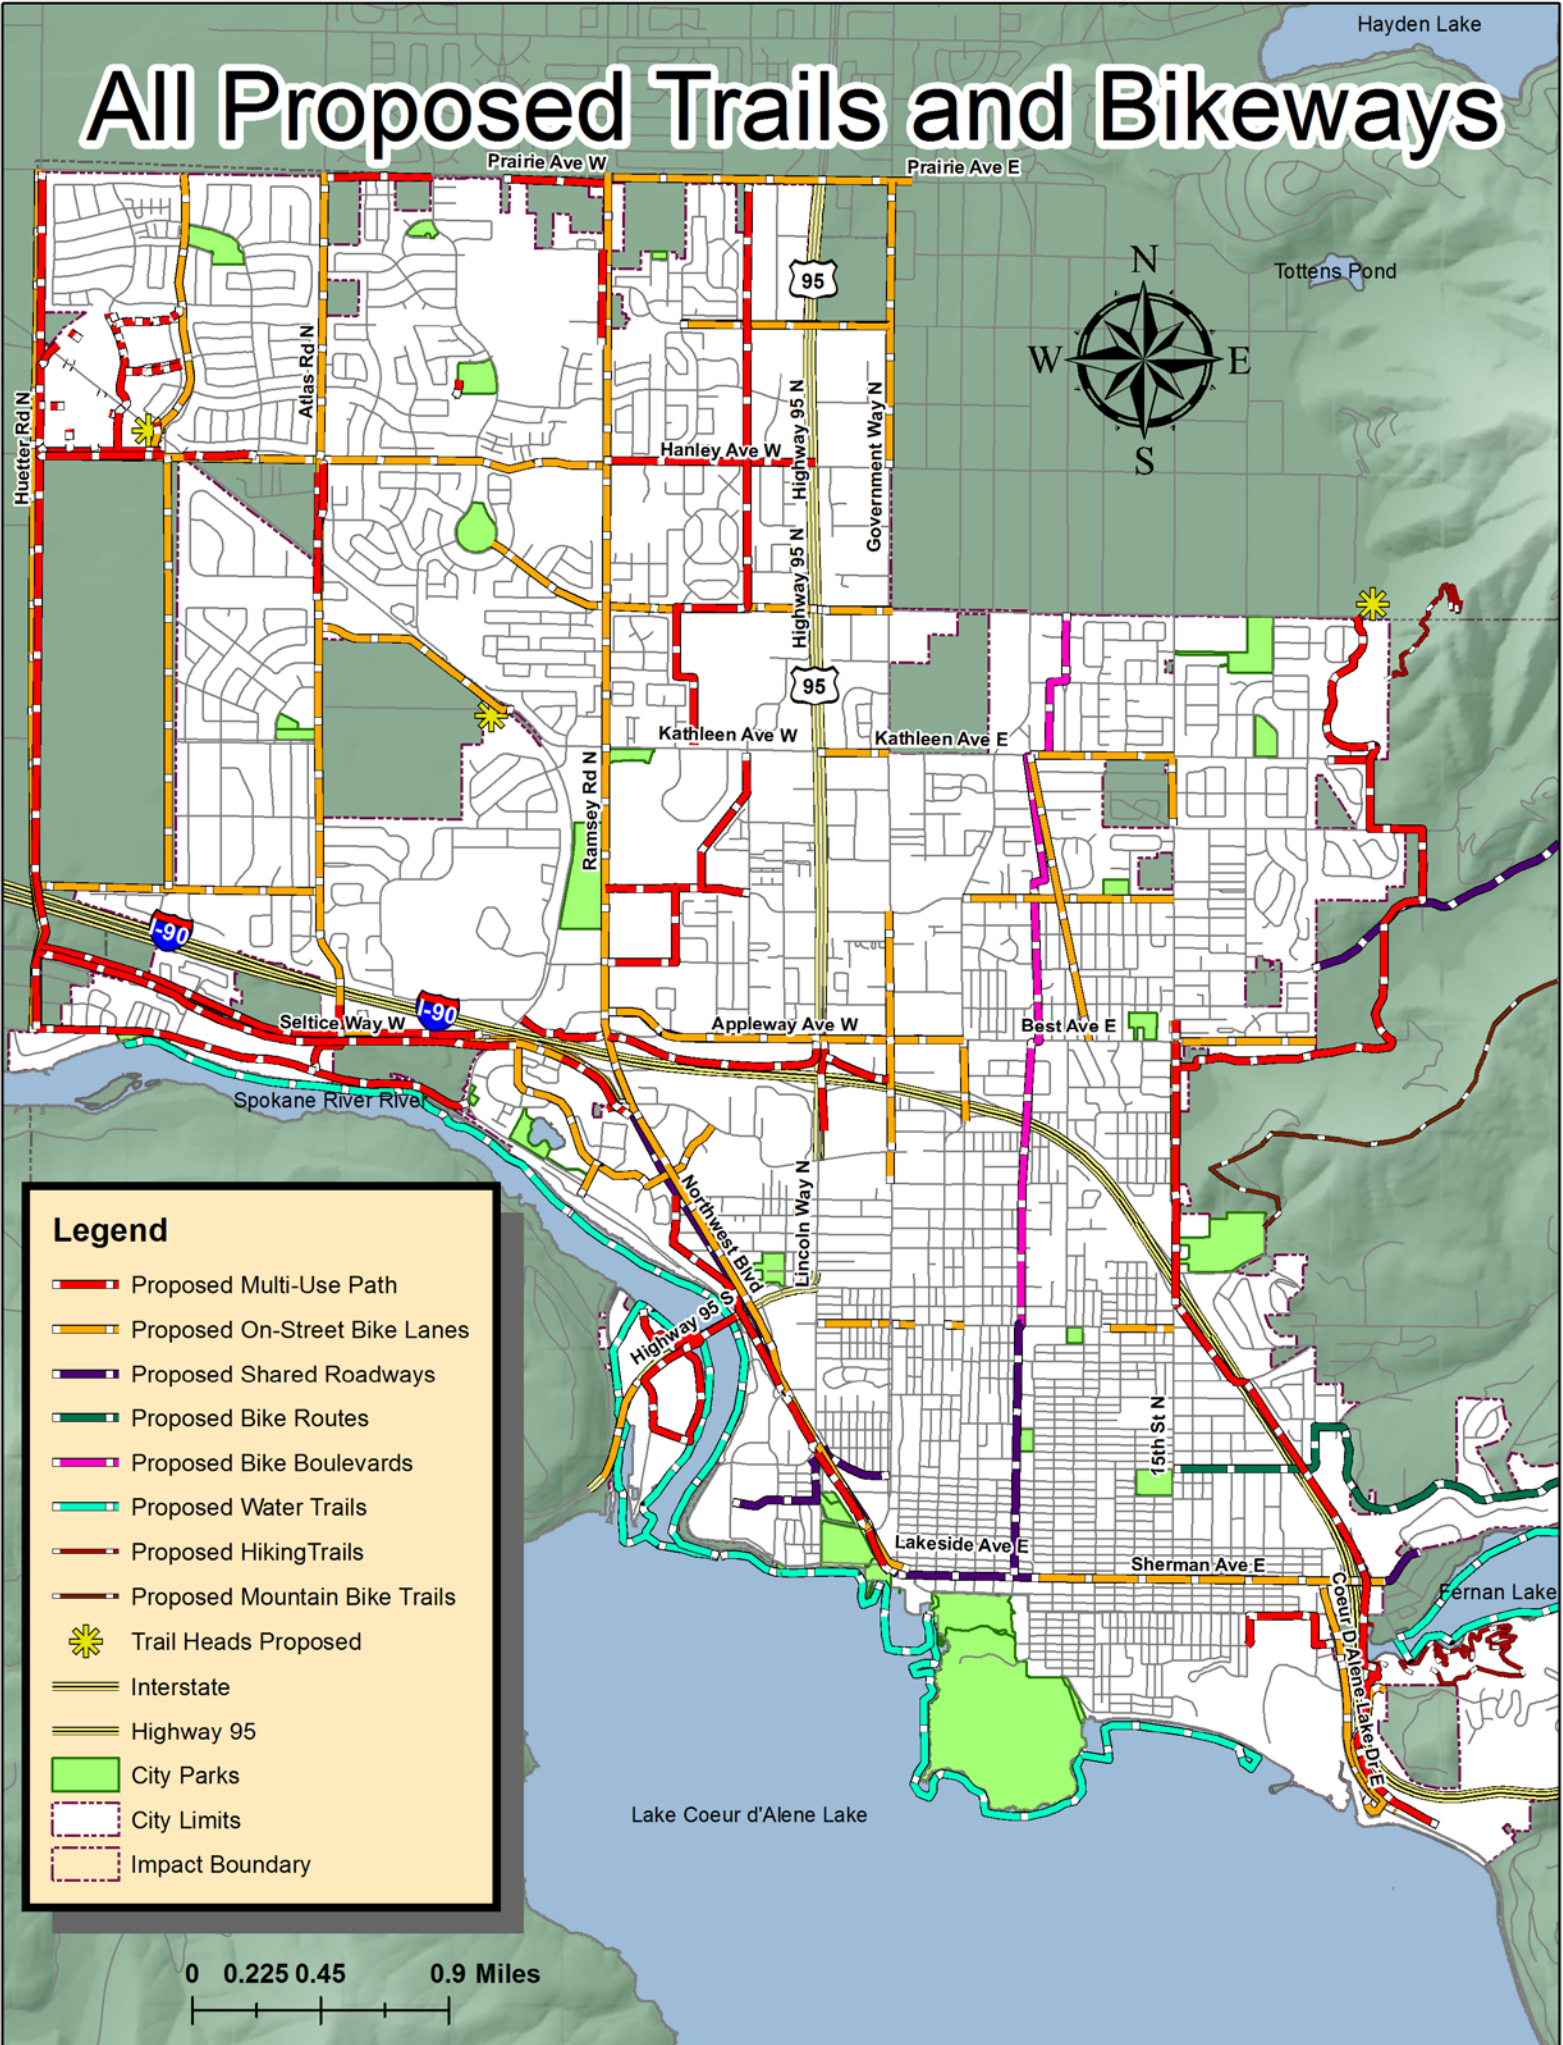 Hayden Lake
All Proposed Trails and Bikeways
Prairie Ave W
Prairie Ave E
N
Tottens Pond
95
W
E
Atlas Rd N
Huetter Rd N
Highway 95 N
Government Way N
Hanley Ave W
S
Highway 95 N
95
Kathleen Ave W
Kathleen Ave E
Ramsey Rd N
I-90
I-90
Seltice Way W
Appleway Ave W
Best Ave E
Spokane River River
Northwest Blvd
Lincoln Way N
Highway 95 S
15th St N
Lakeside Ave E
Sherman Ave E
Coeur D Alene Lake Dr E
Fernan Lake
Lake Coeur d'Alene Lake
Legend
Proposed Multi-Use Path
Proposed On-Street Bike Lanes
Proposed Shared Roadways
Proposed Bike Routes
Proposed Bike Boulevards
Proposed Water Trails
Proposed HikingTrails
Proposed Mountain Bike Trails
Trail Heads Proposed
Interstate
Highway 95
City Parks
City Limits
Impact Boundary
0 0.225 0.45 0.9 Miles